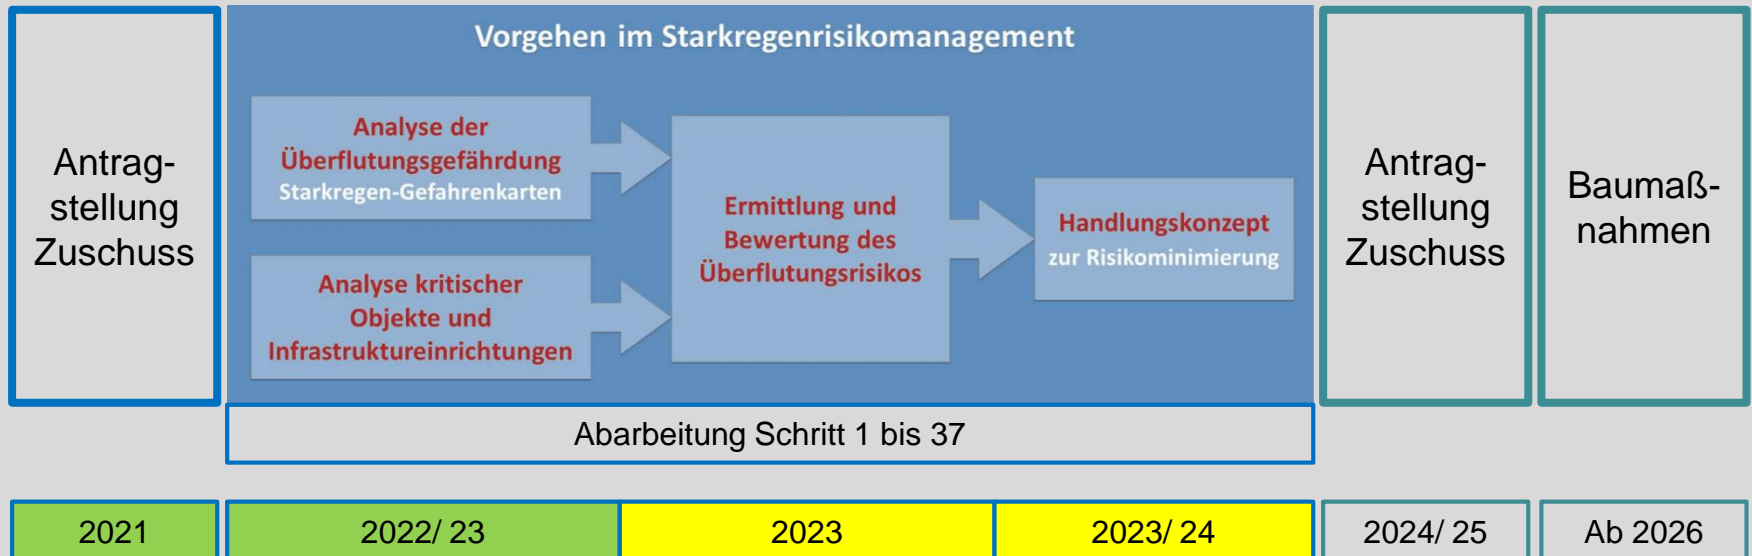 Antrag-
stellung
Zuschuss
Vorgehen im Starkregenrisikomanagement
Analyse der
Überflutungsgefährdung
Starkregen-Gefahrenkarten
Analyse kritischer
Objekte und
Infrastruktureinrichtungen
Ermittlung und
Bewertung des
Überflutungsrisikos
Handlungskonzept
zur Risikominimierung
Abarbeitung Schritt 1 bis 37
Antrag-
stellung
Zuschuss
Baumaß-
nahmen
2021
2022/ 23
2023
2023/ 24
2024/ 25
Ab 2026